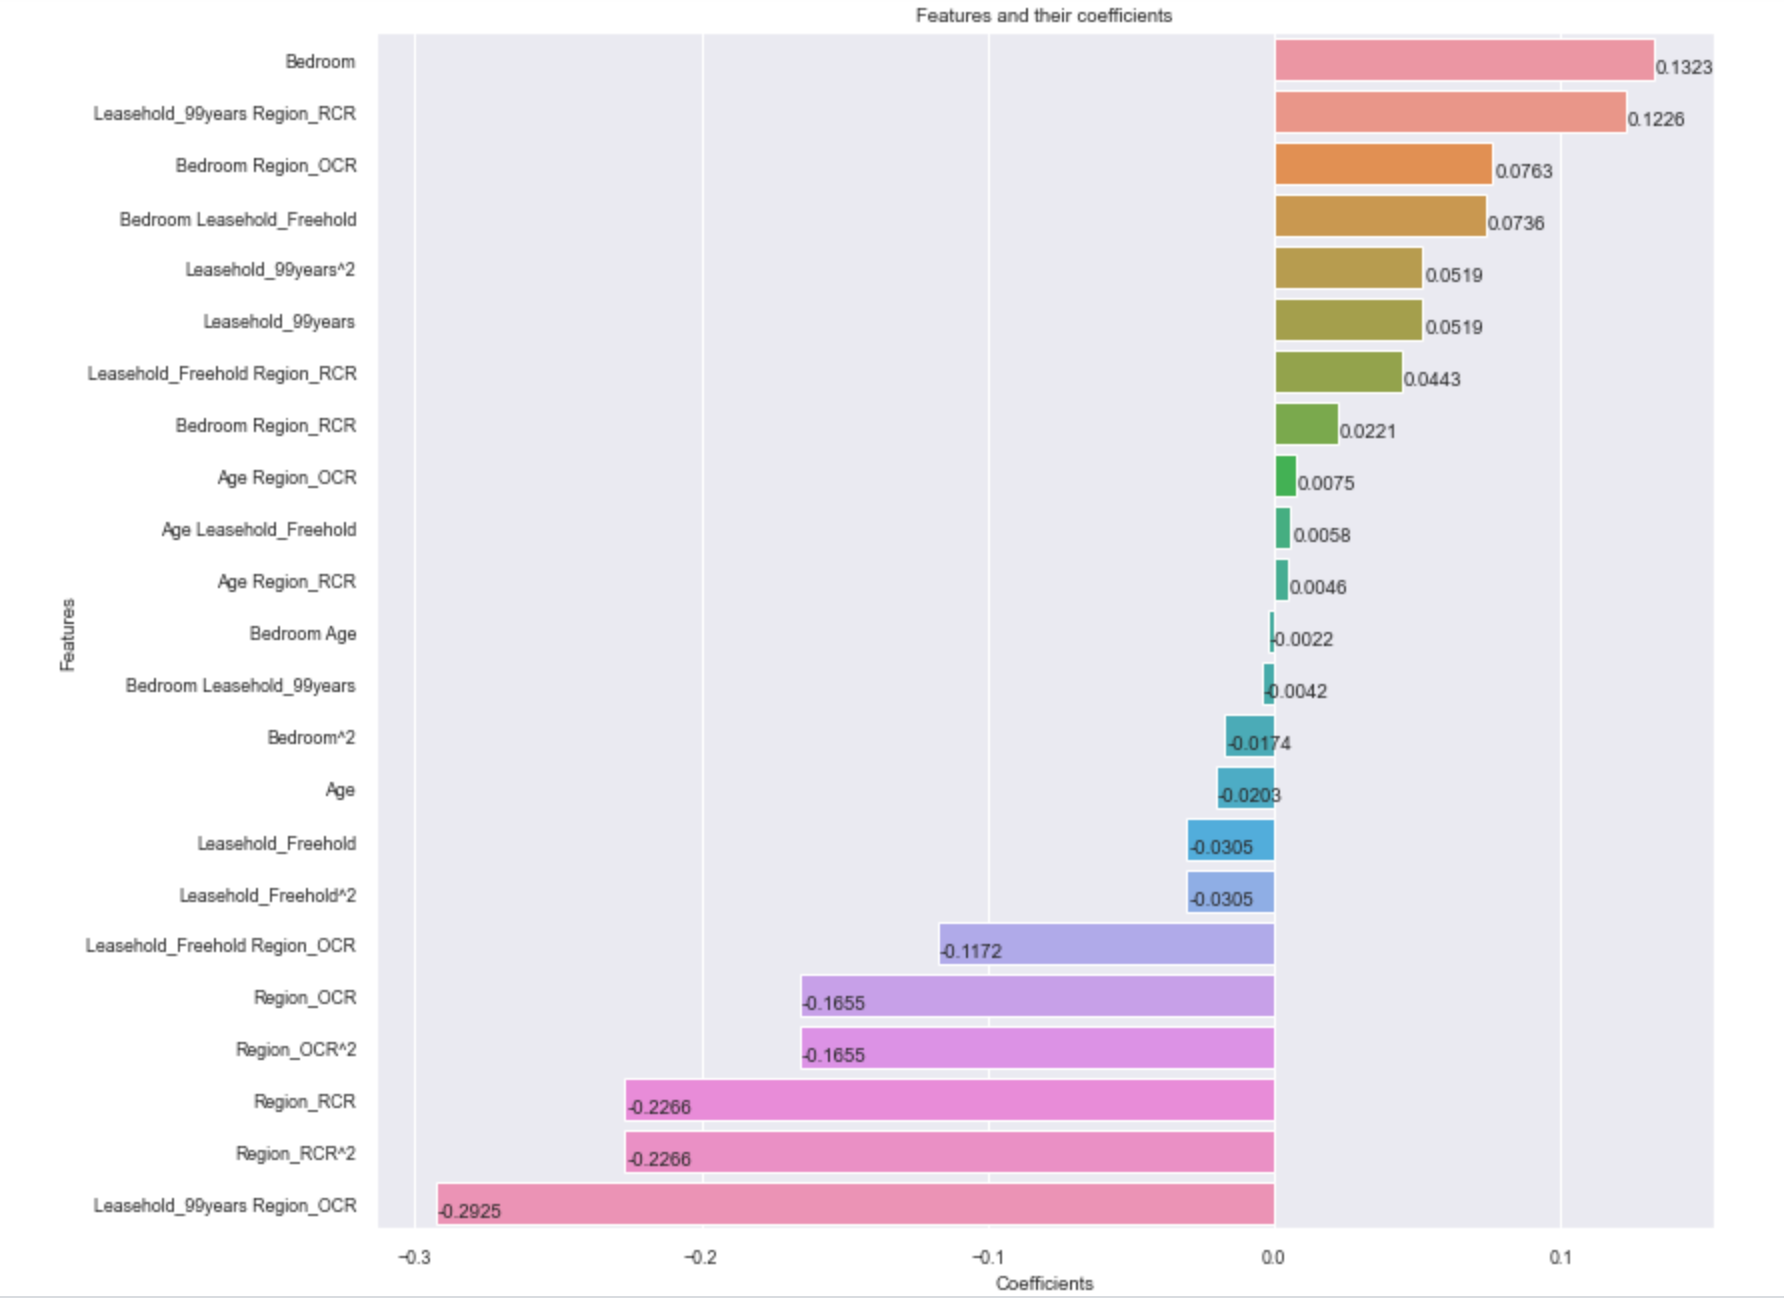 Features and their coefficients
Bedroom 0.1323
Leasehold_99years Region_RCR 0.1226
Bedroom Region_OCR 0.0763
Bedroom Leasehold_Freehold 0.0736
Leasehold_99years^2 0.0519
Leasehold_99years 0.0519
Leasehold_Freehold Region_RCR 0.0443
Bedroom Region_RCR 0.0221
Age Region_OCR 0.0075
Age Leasehold_Freehold 0.0058
Age Region_RCR 0.0046
Features
Bedroom Age -0.0022
Bedroom Leasehold_99years -0.0042
Bedroom^2 -0.0174
Age -0.0203
Leasehold_Freehold -0.0305
Leasehold_Freehold^2 -0.0305
Leasehold_Freehold Region_OCR -0.1172
Region_OCR -0.1655
Region_OCR^2 -0.1655
Region_RCR -0.2266
Region_RCR^2 -0.2266
Leasehold_99years Region_OCR -0.2925
−0.3 −0.2 −0.1 0.0 0.1
Coefficients